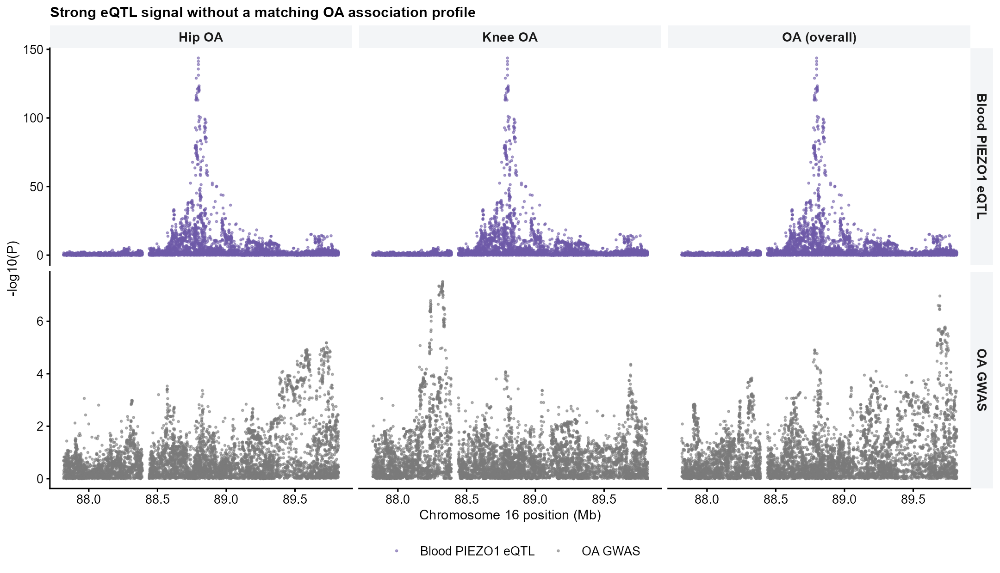 Strong eQTL signal without a matching OA association profile
Hip OA
Knee OA
OA (overall)
150
100
50
0
Blood PIEZO1 eQTL
-log10(P)
6
4
2
0
OA GWAS
88.0 88.5 89.0 89.5
88.0 88.5 89.0 89.5
88.0 88.5 89.0 89.5
Chromosome 16 position (Mb)
Blood PIEZO1 eQTL
OA GWAS